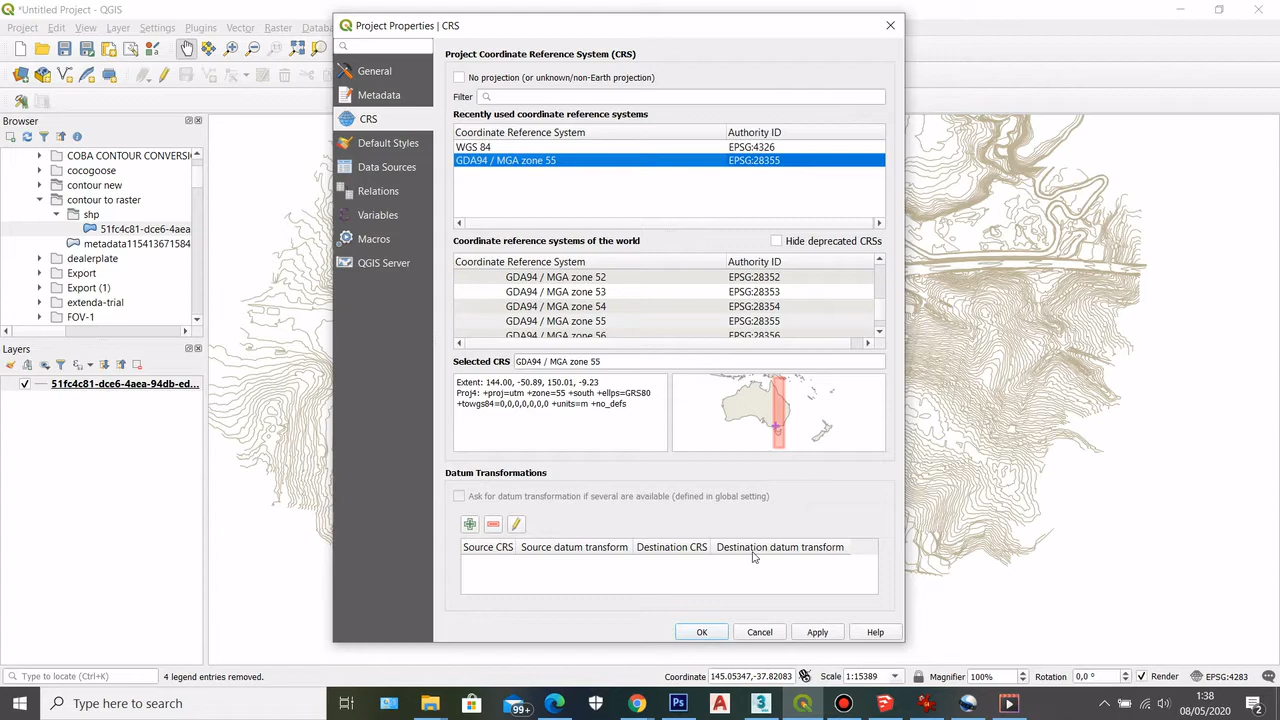 *Untitled Project - QGIS
Project Edit View Layer Settings Plugins Vector Raster Databa
Project Properties | CRS
General
Metadata
CRS
Default Styles
Data Sources
Relations
Variables
Macros
QGIS Server
Project Coordinate Reference System (CRS)
No projection (or unknown/non-Earth projection)
Filter
Recently used coordinate reference systems
Coordinate Reference System Authority ID
WGS 84 EPSG:4326
GDA94 / MGA zone 55 EPSG:28355
Coordinate reference systems of the world
Hide deprecated CRSs
Coordinate Reference System Authority ID
GDA94 / MGA zone 52 EPSG:28352
GDA94 / MGA zone 53 EPSG:28353
GDA94 / MGA zone 54 EPSG:28354
GDA94 / MGA zone 55 EPSG:28355
GDA94 / MGA zone 56 EPSG:28356
Selected CRS GDA94 / MGA zone 55
Extent: 144.00, -50.89, 150.01, -9.23
Proj4: +proj=utm +zone=55 +south +ellps=GRS80
+towgs84=0,0,0,0,0,0,0 +units=m +no_defs
Datum Transformations
Ask for datum transformation if several are available (defined in global setting)
Source CRS Source datum transform Destination CRS Destination datum transform
OK Cancel Apply Help
Browser
COBA CONTOUR CONVERSI
cocogoose
contour new
contour to raster
shp
51fc4c81-dce6-4aea
metadata115413671584
dealerplate
Export
Export (1)
extenda-trial
FOV-1
Layers
51fc4c81-dce6-4aea-94db-ed...
Type to locate (Ctrl+K)
4 legend entries removed.
Coordinate 145.05347,-37.82083
Scale 1:15389
Magnifier 100%
Rotation 0,0 °
Render
EPSG:4283
Type here to search
99+
1:38
08/05/2020